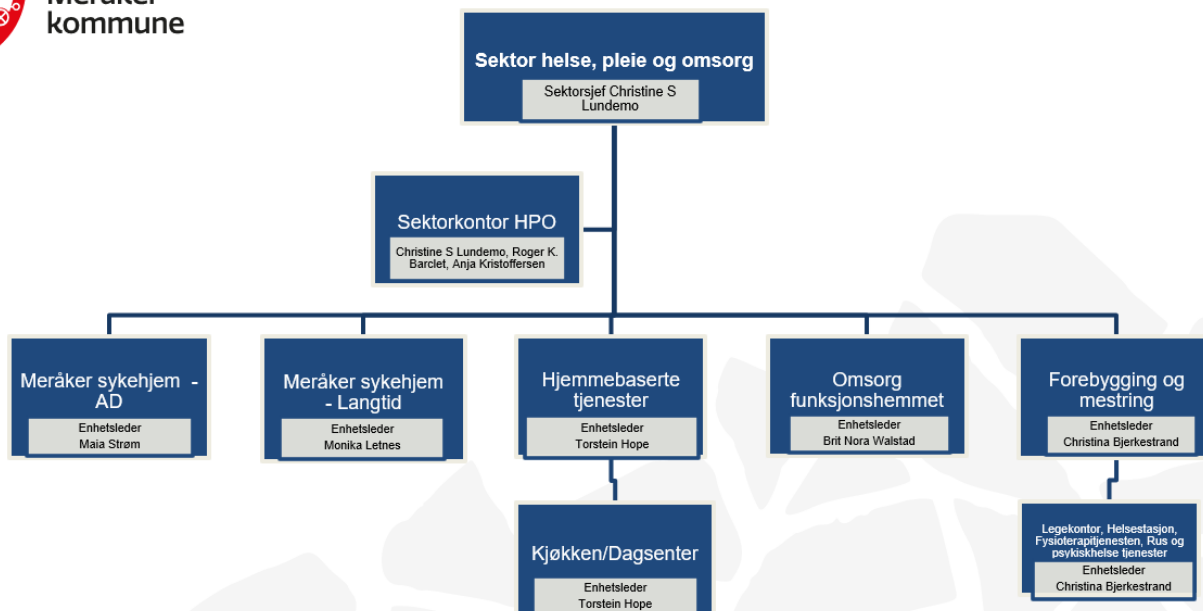 Meråker
kommune
Sektor helse, pleie og omsorg
Sektorsjef Christine S
Lundemo
Sektorkontor HPO
Christine S Lundemo, Roger K.
Barclet, Anja Kristoffersen
Meråker sykehjem -
AD
Enhetsleder
Maia Strøm
Meråker sykehjem
- Langtid
Enhetsleder
Monika Letnes
Hjemmebaserte
tjenester
Enhetsleder
Torstein Hope
Omsorg
funksjonshemmet
Enhetsleder
Brit Nora Walstad
Forebygging og
mestring
Enhetsleder
Christina Bjerkestrand
Kjøkken/Dagsenter
Enhetsleder
Torstein Hope
Legekontor, Helsestasjon,
Fysioterapitjenesten, Rus og
psykiskhelse tjenester
Enhetsleder
Christina Bjerkestrand